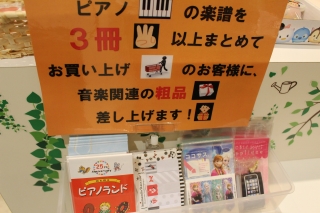 ピアノ の楽譜を
3冊 以上まとめて
お買い上げ のお客様に、
音楽関連の粗品
差し上げます!
ピアノランド